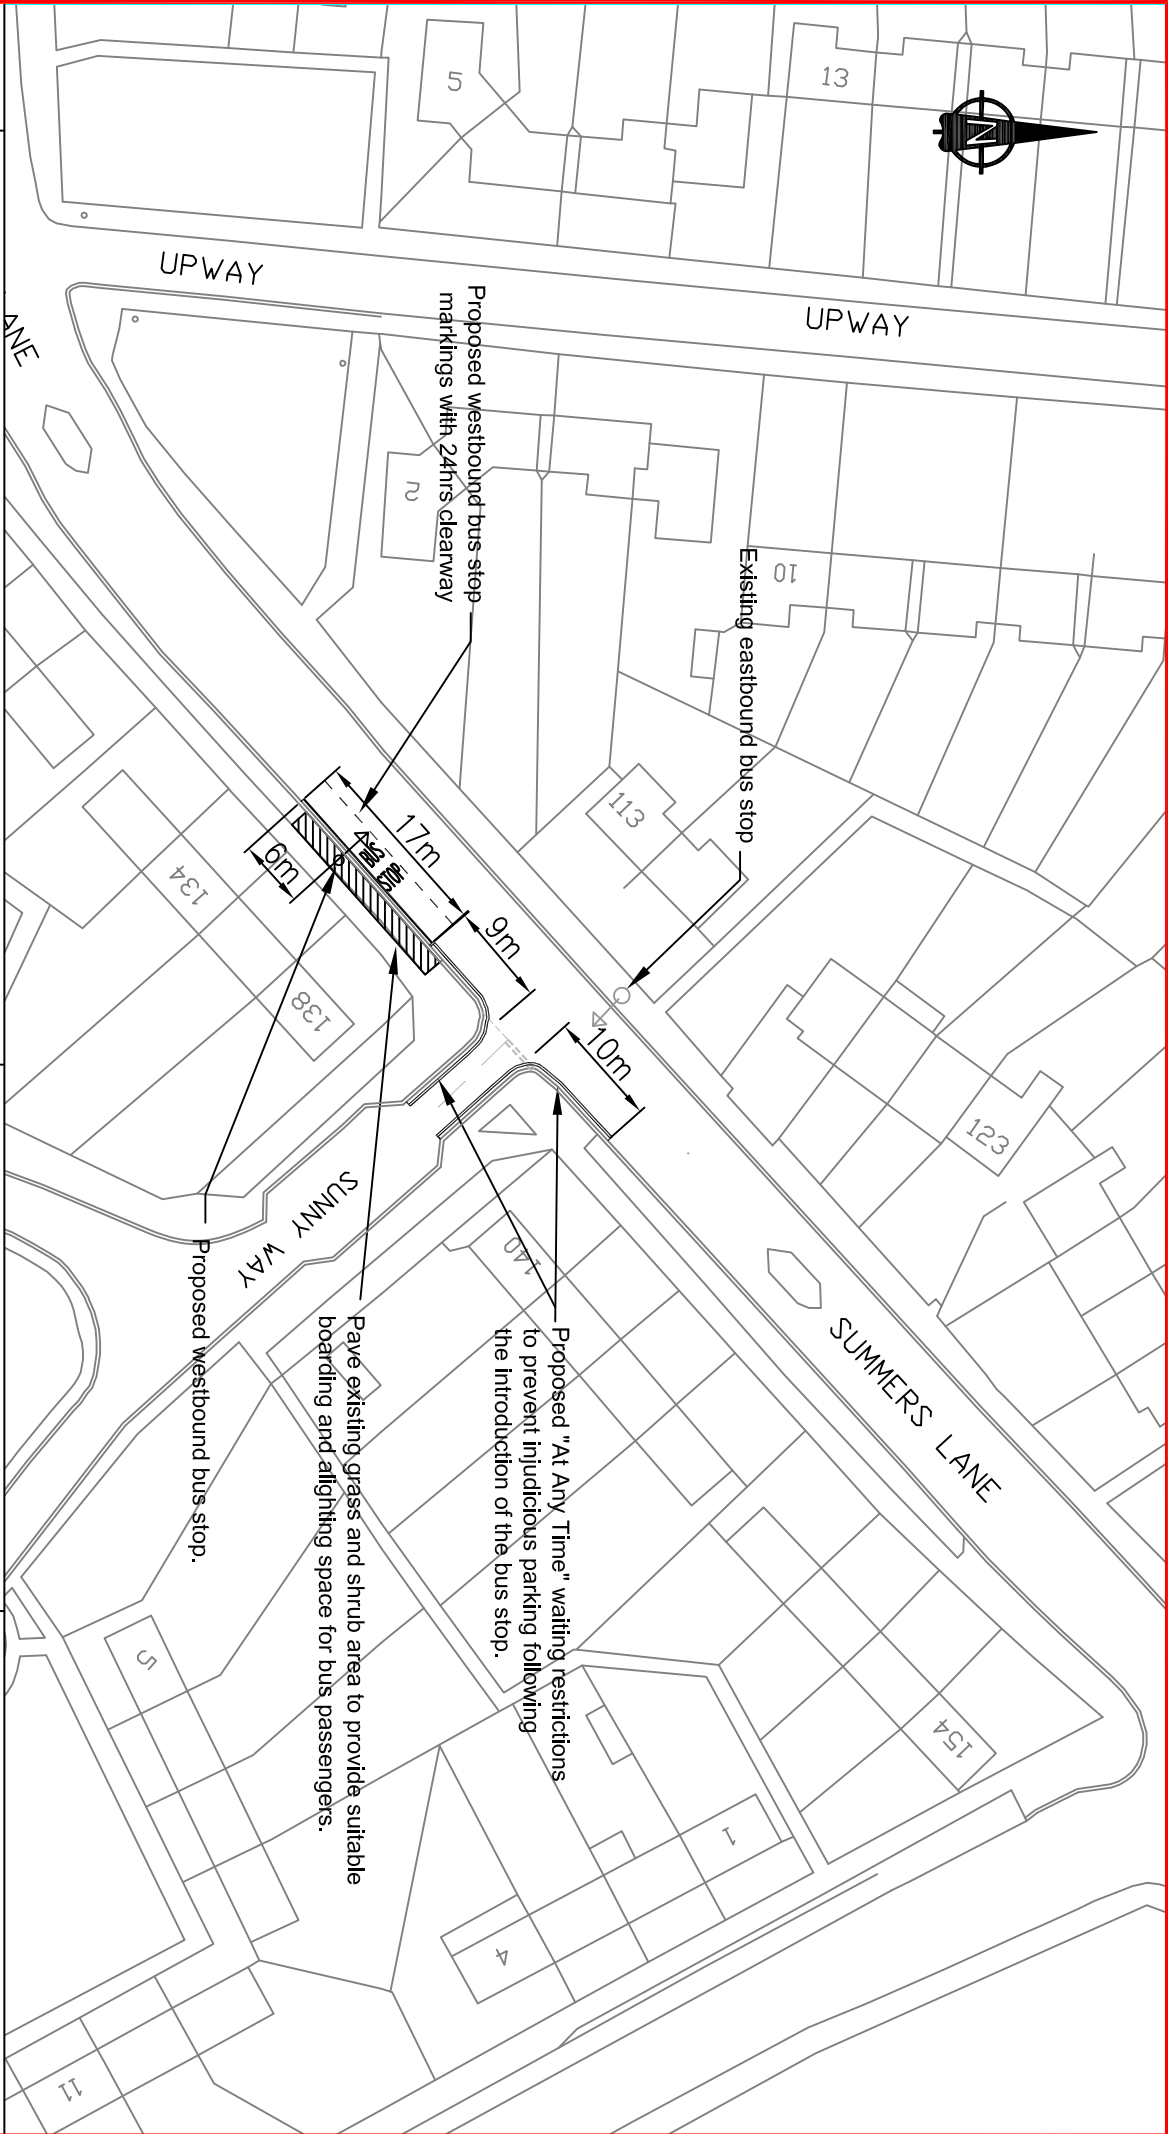 5
13
N
UPWAY
UPWAY
ANE
Proposed westbound bus stop
markings with 24hrs clearway
2
Existing eastbound bus stop
10
113
17m
BUS
STOP
6m
9m
10m
134
138
123
SUNNY
WAY
140
SUMMERS LANE
Proposed westbound bus stop.
Pave existing grass and shrub area to provide suitable
boarding and alighting space for bus passengers.
Proposed "At Any Time" waiting restrictions
to prevent injudicious parking following
the introduction of the bus stop.
154
5
1
4
11